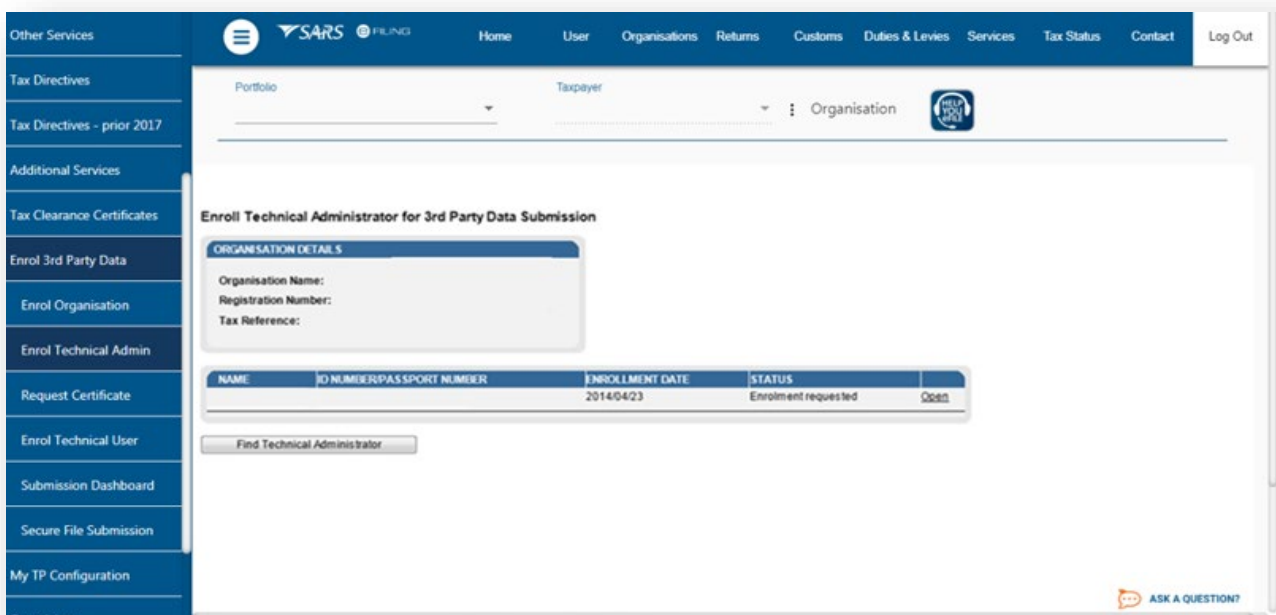 Other Services
Tax Directives
Tax Directives - prior 2017
Additional Services
Tax Clearance Certificates
Enrol 3rd Party Data
Enrol Organisation
Enrol Technical Admin
Request Certificate
Enrol Technical User
Submission Dashboard
Secure File Submission
My TP Configuration
SARS eFILING
Home User Organisations Returns Customs Duties & Levies Services Tax Status Contact Log Out
Portfolio Taxpayer
Organisation
HELP YOU eFILE
Enroll Technical Administrator for 3rd Party Data Submission
ORGANISATION DETAILS
Organisation Name:
Registration Number:
Tax Reference:
NAME ID NUMBER/PASSPORT NUMBER ENROLLMENT DATE STATUS
2014/04/23 Enrolment requested Open
Find Technical Administrator
ASK A QUESTION?